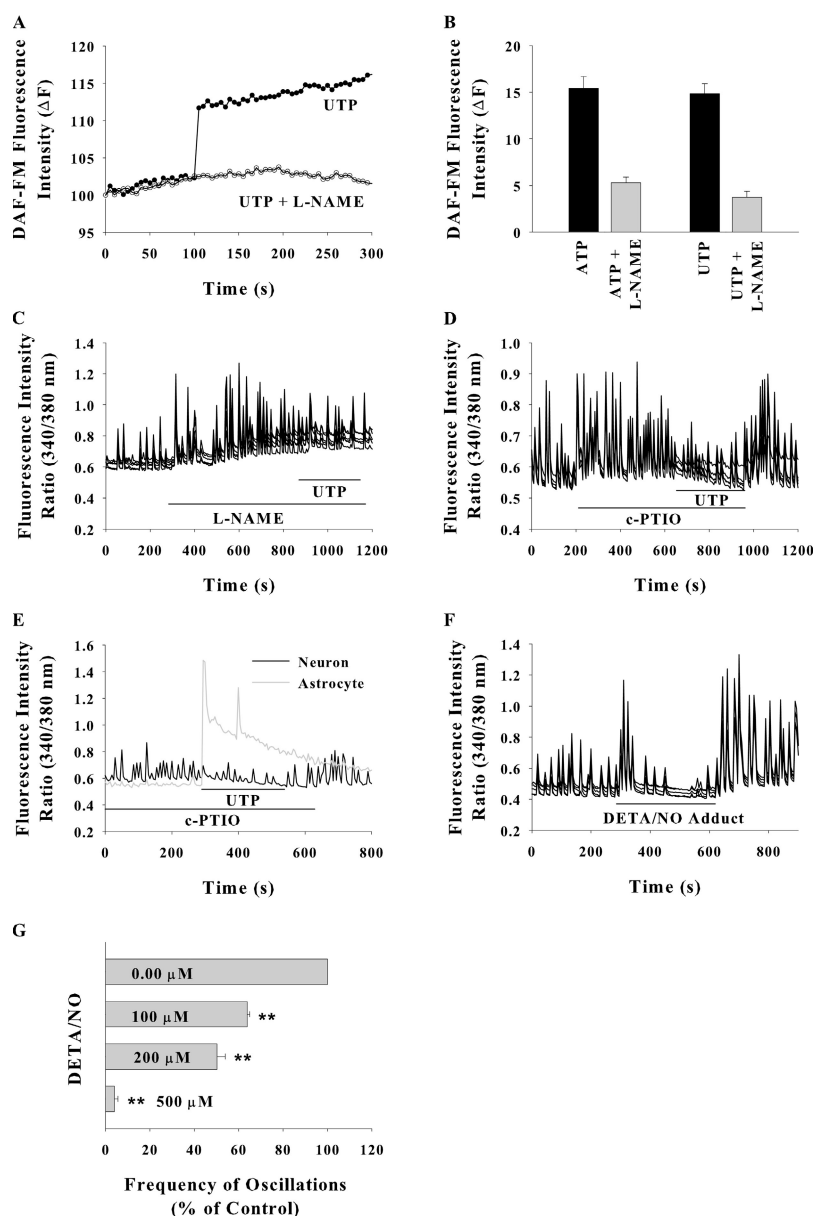 A
DAF-FM Fluorescence
Intensity (ΔF)
120
115
110
105
100
95
UTP
UTP + L-NAME
0 50 100 150 200 250 300
Time (s)
B
DAF-FM Fluorescence
Intensity (ΔF)
20
15
10
5
0
ATP
ATP +
L-NAME
UTP
UTP +
L-NAME
C
Fluuorescence Intensity
Ratio (340/380 nm)
1.4
1.2
1.0
0.8
0.6
0.4
0.2
UTP
L-NAME
0 200 400 600 800 1000 1200
Time (s)
D
Fluuorescence Intensity
Ratio (340/380 nm)
1.0
0.9
0.8
0.7
0.6
0.5
0.4
UTP
c-PTIO
0 200 400 600 800 1000 1200
Time (s)
E
Fluuorescence Intensity
Ratio (340/380 nm)
1.6
1.4
1.2
1.0
0.8
0.6
0.4
0.2
Neuron
Astrocyte
UTP
c-PTIO
0 200 400 600 800
Time (s)
F
Fluuorescence Intensity
Ratio (340/380 nm)
1.4
1.2
1.0
0.8
0.6
0.4
0.2
DETA/NO Adduct
0 200 400 600 800
Time (s)
G
DETA/NO
0.00 μM
100 μM **
200 μM **
** 500 μM
0 20 40 60 80 100 120
Frequency of Oscillations
(% of Control)